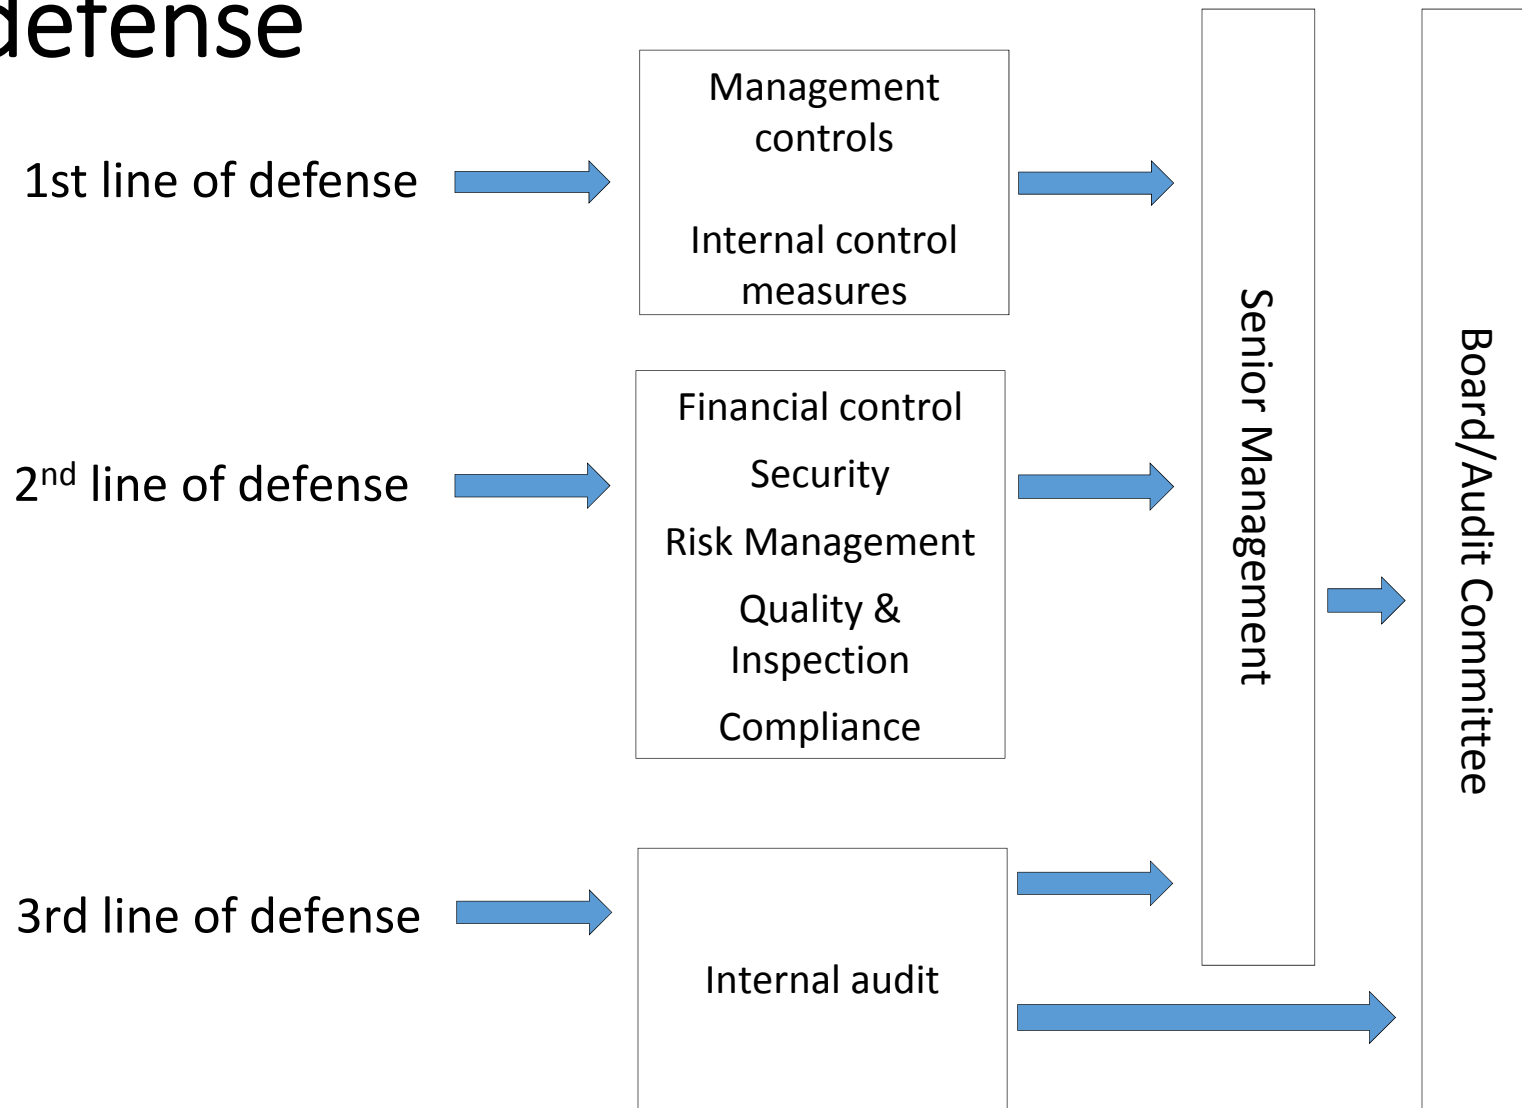 defense
1st line of defense
Management
controls
Internal control
measures
2nd line of defense
Financial control
Security
Risk Management
Quality &
Inspection
Compliance
3rd line of defense
Internal audit
Senior Management
Board/Audit Committee